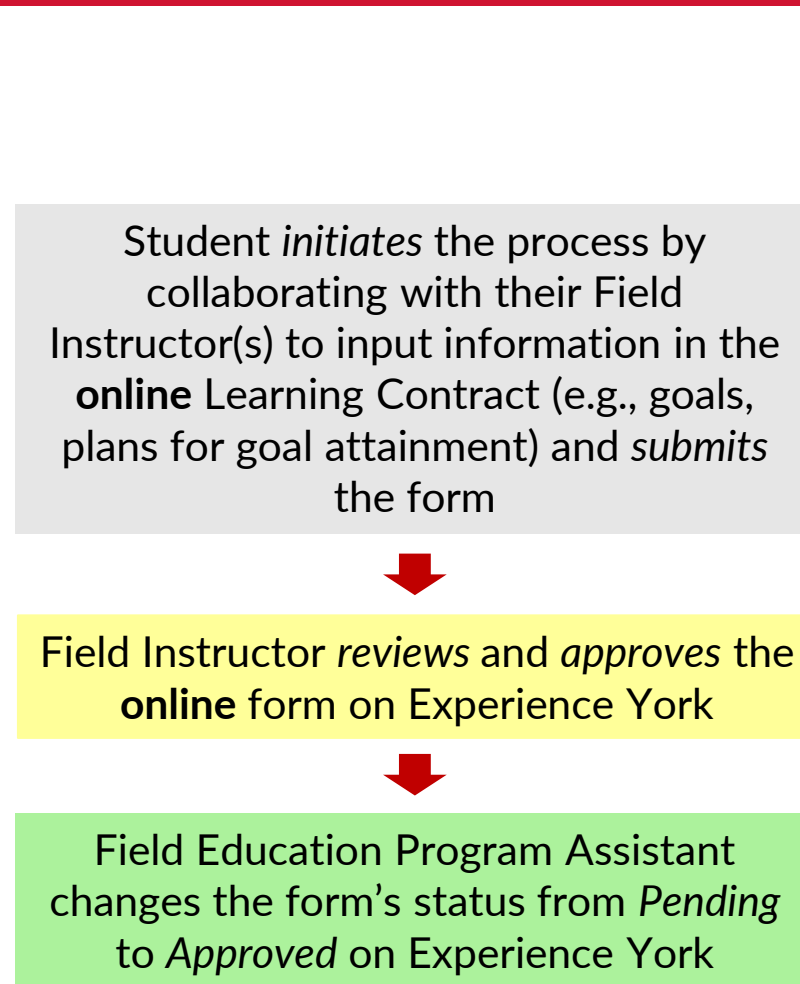 Student initiates the process by
collaborating with their Field
Instructor(s) to input information in the
online Learning Contract (e.g., goals,
plans for goal attainment) and submits
the form
Field Instructor reviews and approves the
online form on Experience York
Field Education Program Assistant
changes the form’s status from Pending
to Approved on Experience York